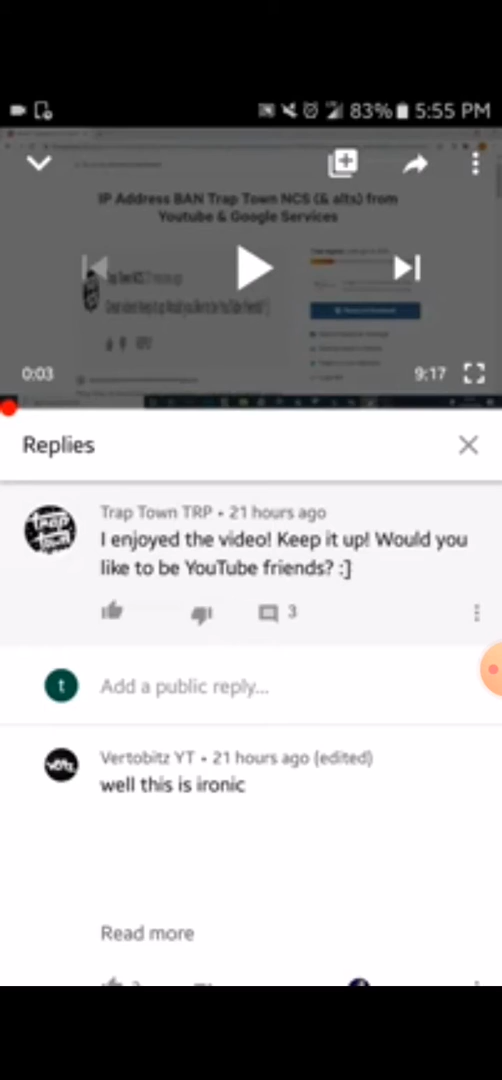 83% 5:55 PM
IP Address BAN Trap Town NCS (& alts) from
Youtube & Google Services
0:03
9:17
Replies
Trap Town TRP • 21 hours ago
I enjoyed the video! Keep it up! Would you
like to be YouTube friends? :]
3
t
Add a public reply...
Vertobitz YT • 21 hours ago (edited)
well this is ironic
Read more